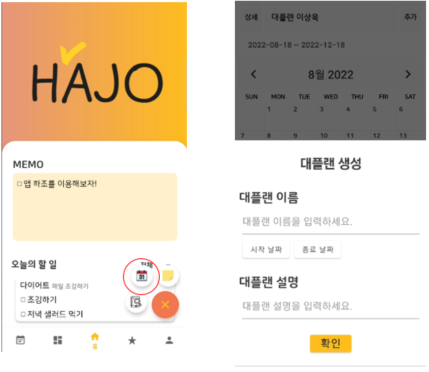 HAJO
MEMO
□ 앱 하조를 이용해보자!
오늘의 할 일
다이어트 매일 조깅하기
□ 조깅하기
□ 저녁 샐러드 먹기
홈
상세 대플랜 이상욱 추가
2022-08-18 ~ 2022-12-18
< 8월 2022 >
SUN MON TUE WED THU FRI SAT
1 2 3 4 5 6
7 8 9 10 11 12 13
대플랜 생성
대플랜 이름
대플랜 이름을 입력하세요.
시작 날짜 종료 날짜
대플랜 설명
대플랜 설명을 입력하세요.
확인